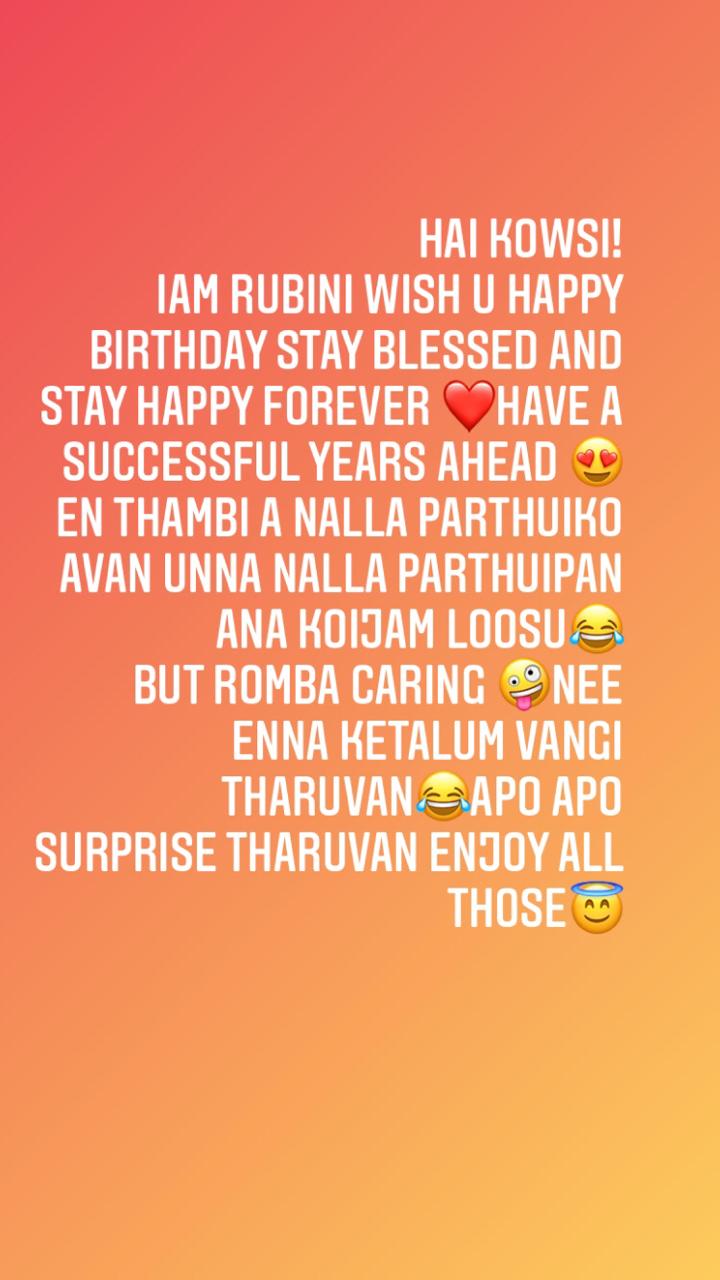 HAI KOWSI!
IAM RUBINI WISH U HAPPY
BIRTHDAY STAY BLESSED AND
STAY HAPPY FOREVER ❤️HAVE A
SUCCESSFUL YEARS AHEAD 😍
EN THAMBI A NALLA PARTHUIKO
AVAN UNNA NALLA PARTHUIPAN
ANA KOIJAM LOOSU😂
BUT ROMBA CARING 🤪NEE
ENNA KETALUM VANGI
THARUVAN😂APO APO
SURPRISE THARUVAN ENJOY ALL
THOSE😇